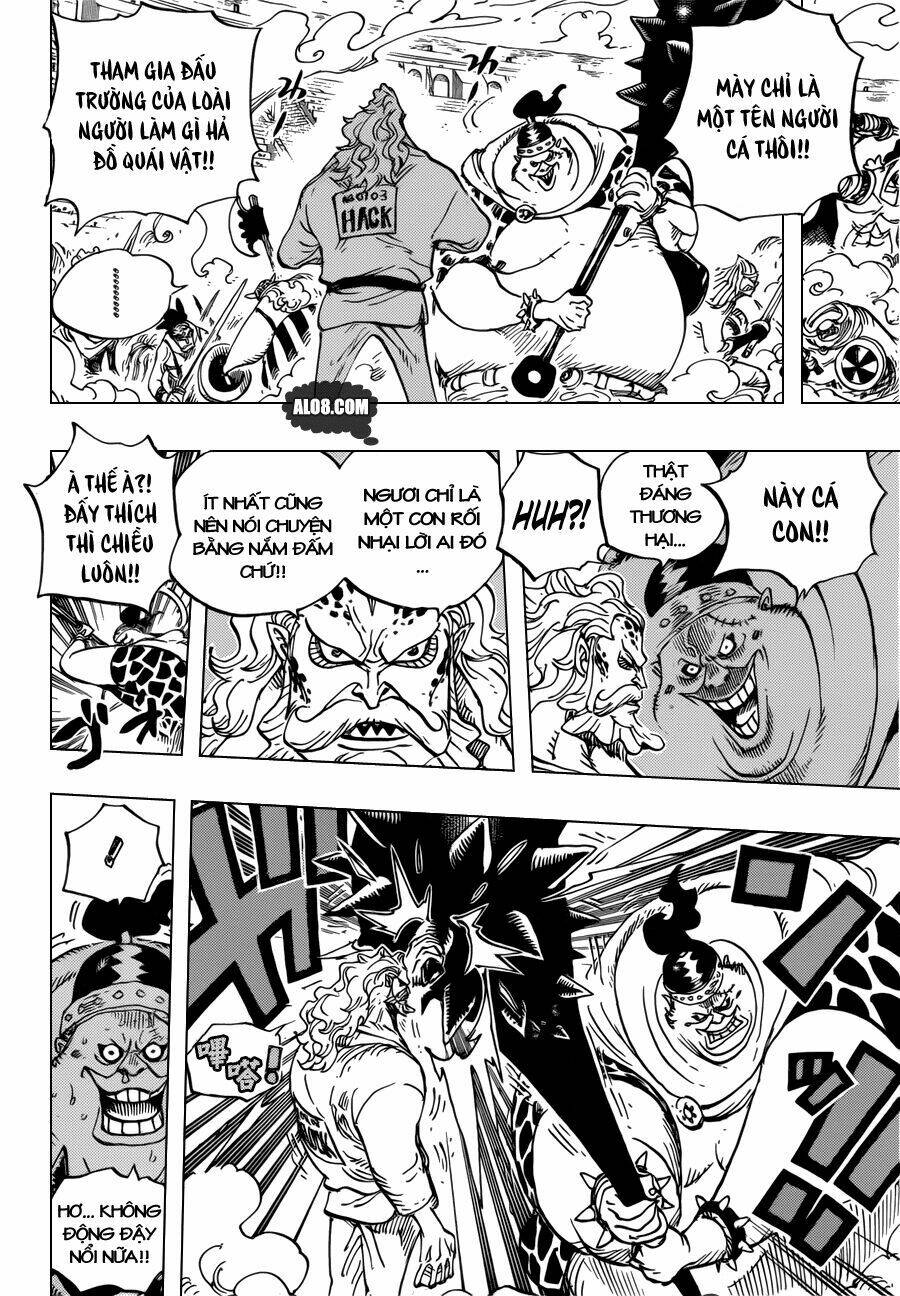 MÀY CHỈ LÀ
MỘT TÊN NGƯỜI
CÁ THÔI!!
THAM GIA ĐẤU
TRƯỜNG CỦA LOÀI
NGƯỜI LÀM GÌ HẢ
ĐỒ QUÁI VẬT!!
HACK
ALO8.COM
NÀY CÁ
CON!!
THẬT
ĐÁNG
THƯƠNG
HẠI...
HUH?!
NGƯƠI CHỈ LÀ
MỘT CON RỐI
NHẠI LỜI AI ĐÓ
...
ÍT NHẤT CŨNG
NÊN NÓI CHUYỆN
BẰNG NẮM ĐẤM
CHỨ!!
À THẾ À?!
ĐẤY THÍCH
THÌ CHIỀU
LUÔN!!
嗶嗒!
HƠ... KHÔNG
ĐỘNG ĐẬY
NỔI NỮA!!